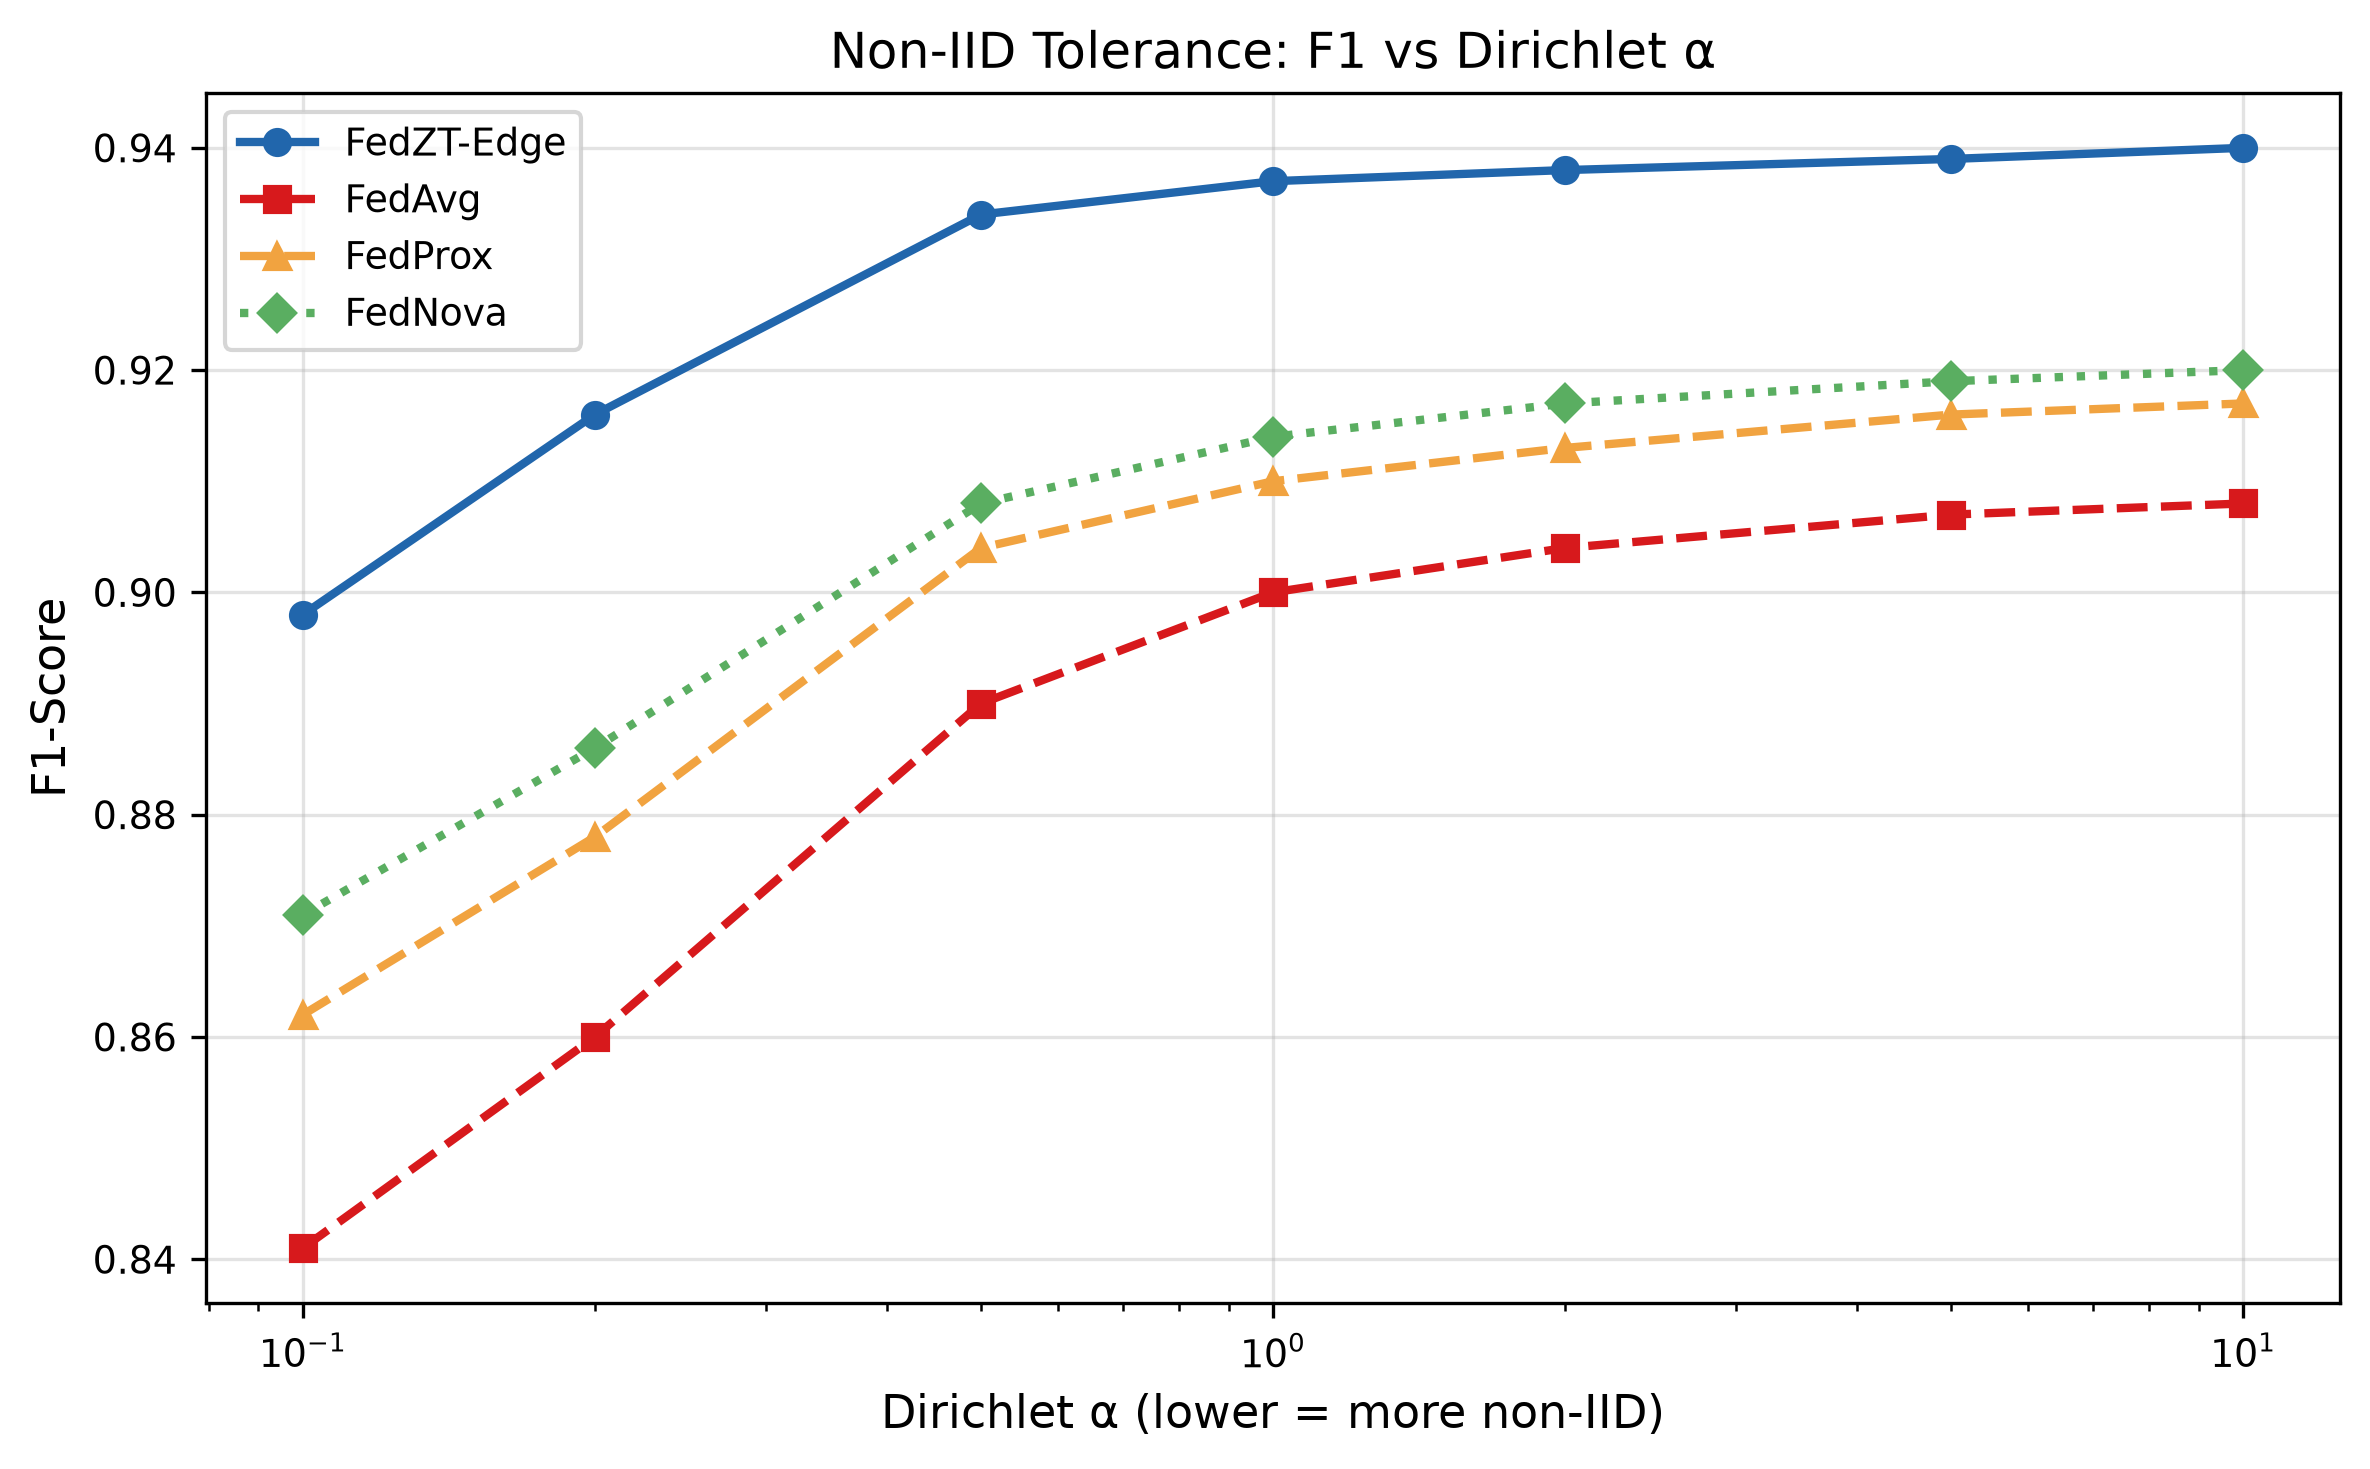 Non-IID Tolerance: F1 vs Dirichlet α
FedZT-Edge
FedAvg
FedProx
FedNova
F1-Score
0.94
0.92
0.90
0.88
0.86
0.84
10⁻¹
10⁰
10¹
Dirichlet α (lower = more non-IID)